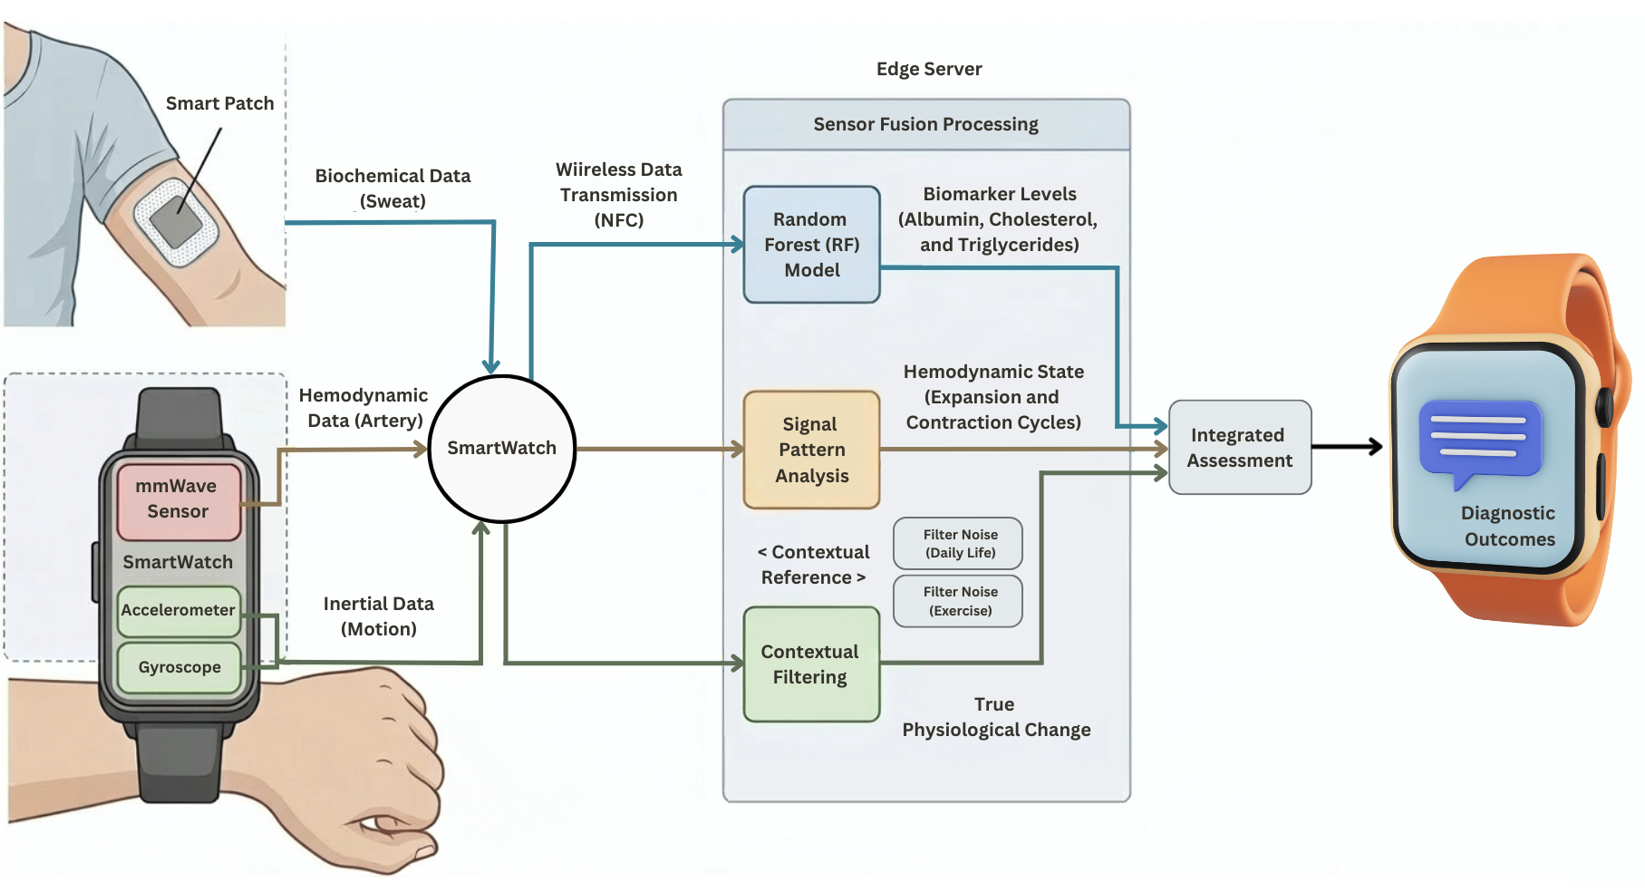 Edge Server
Sensor Fusion Processing
Smart Patch
Biochemical Data
(Sweat)
Wiireless Data
Transmission
(NFC)
Random
Forest (RF)
Model
Biomarker Levels
(Albumin, Cholesterol,
and Triglycerides)
Hemodynamic
Data (Artery)
mmWave
Sensor
SmartWatch
Accelerometer
Gyroscope
Inertial Data
(Motion)
SmartWatch
Signal
Pattern
Analysis
Hemodynamic State
(Expansion and
Contraction Cycles)
< Contextual
Reference >
Filter Noise
(Daily Life)
Filter Noise
(Exercise)
Contextual
Filtering
True
Physiological Change
Integrated
Assessment
Diagnostic
Outcomes